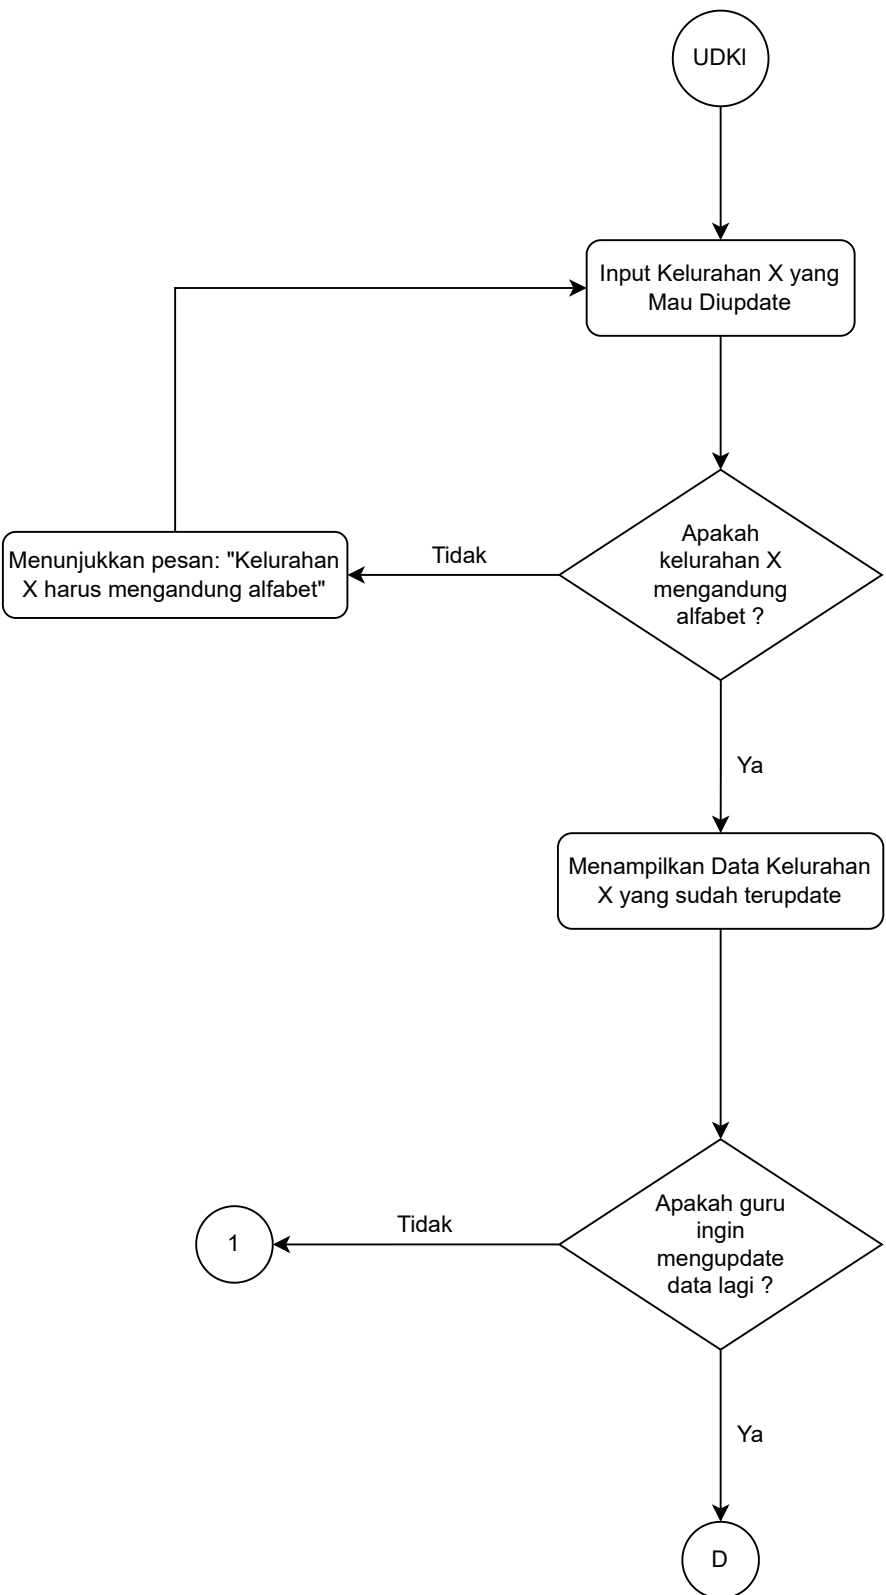 UDKI
Input Kelurahan X yang
Mau Diupdate
Apakah
kelurahan X
mengandung
alfabet ?
Tidak
Menunjukkan pesan: "Kelurahan
X harus mengandung alfabet"
Ya
Menampilkan Data Kelurahan
X yang sudah terupdate
Apakah guru
ingin
mengupdate
data lagi ?
Tidak
1
Ya
D